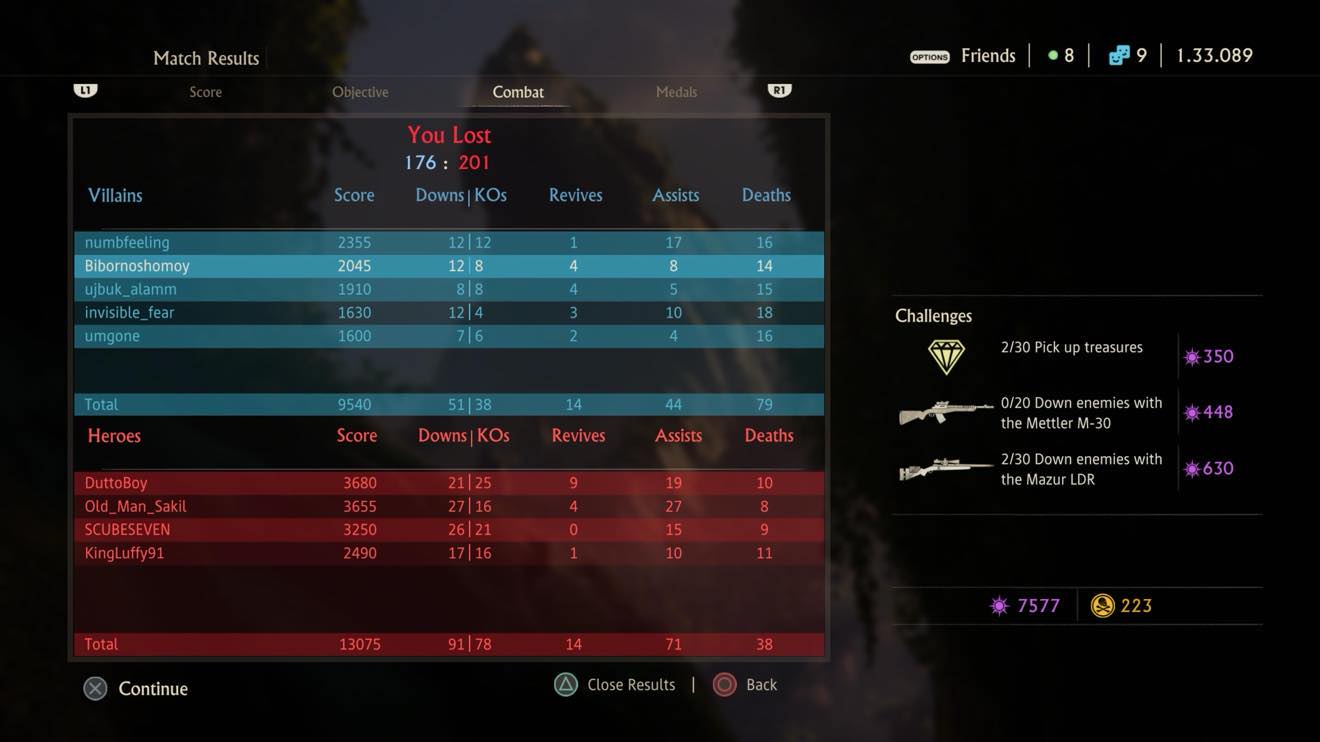 Match Results
OPTIONS Friends | 8 | 9 | 1.33.089
L1 Score Objective Combat Medals R1
You Lost
176 : 201
Villains Score Downs | KOs Revives Assists Deaths
numbfeeling 2355 12 | 12 1 17 16
Bibornoshomoy 2045 12 | 8 4 8 14
ujbuk_alamm 1910 8 | 8 4 5 15
invisible_fear 1630 12 | 4 3 10 18
umgone 1600 7 | 6 2 4 16
Total 9540 51 | 38 14 44 79
Heroes Score Downs | KOs Revives Assists Deaths
DuttoBoy 3680 21 | 25 9 19 10
Old_Man_Sakil 3655 27 | 16 4 27 8
SCUBESEVEN 3250 26 | 21 0 15 9
KingLuffy91 2490 17 | 16 1 10 11
Total 13075 91 | 78 14 71 38
Continue
Close Results | Back
Challenges
2/30 Pick up treasures 350
0/20 Down enemies with
the Mettler M-30 448
2/30 Down enemies with
the Mazur LDR 630
7577 223